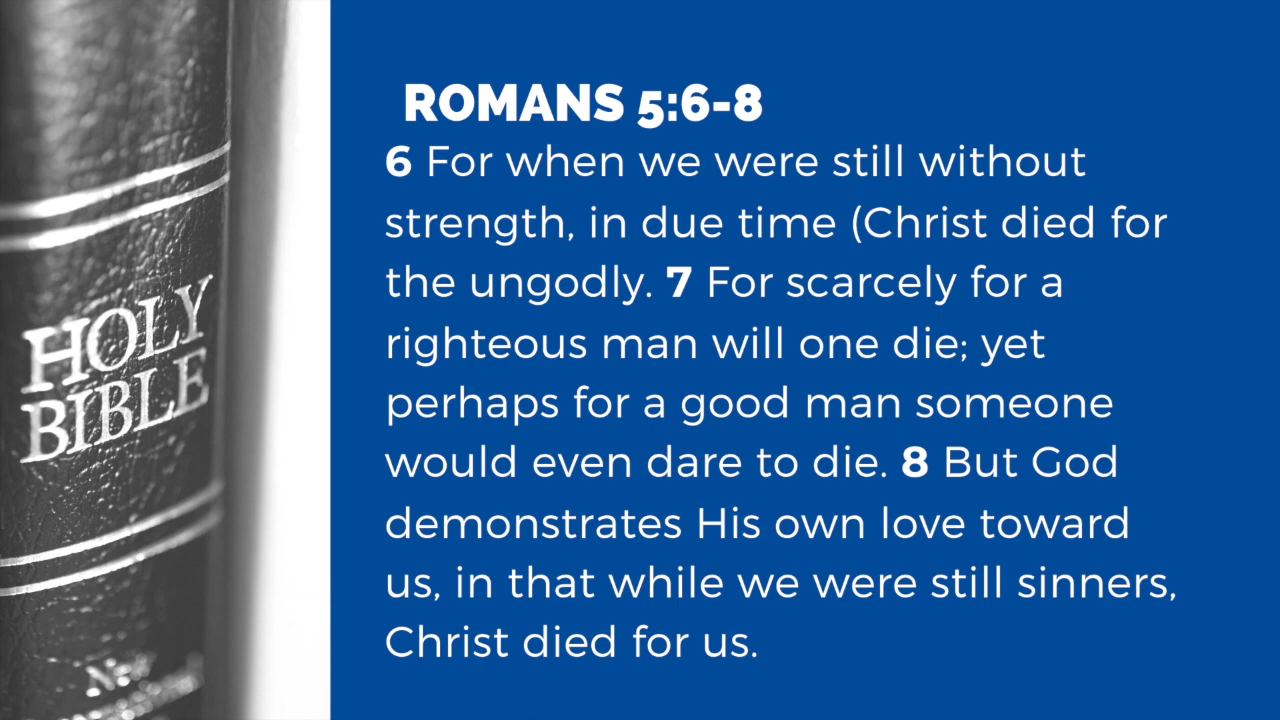 HOLY
BIBLE
ROMANS 5:6-8
6 For when we were still without
strength, in due time (Christ died for
the ungodly. 7 For scarcely for a
righteous man will one die; yet
perhaps for a good man someone
would even dare to die. 8 But God
demonstrates His own love toward
us, in that while we were still sinners,
Christ died for us.